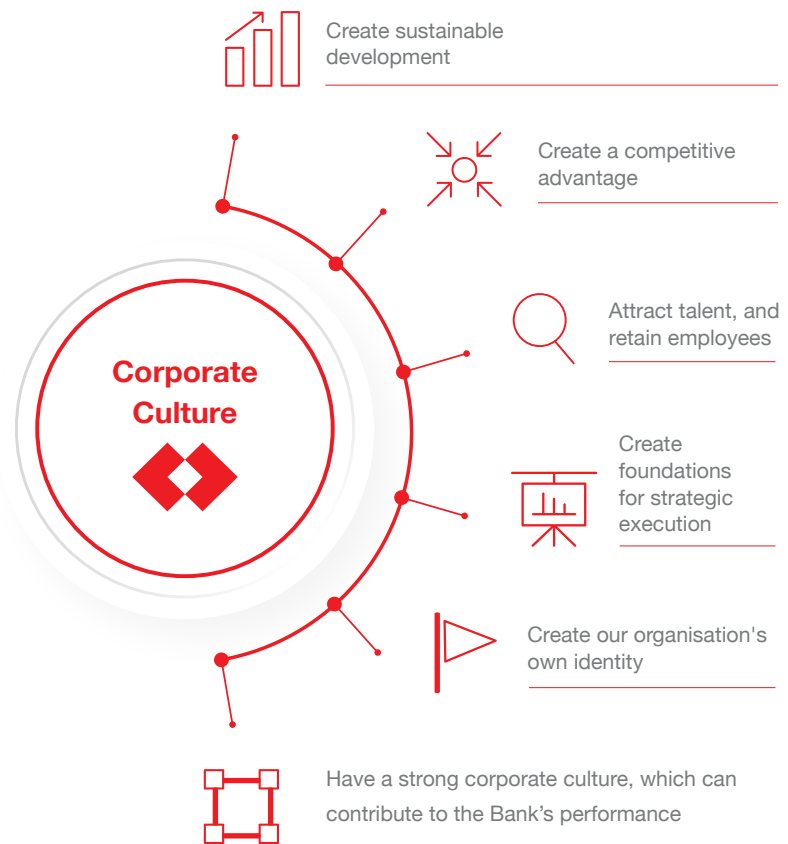 Create sustainable
development
Create a competitive
advantage
Attract talent, and
retain employees
Corporate
Culture
Create
foundations
for strategic
execution
Create our organisation's
own identity
Have a strong corporate culture, which can
contribute to the Bank’s performance